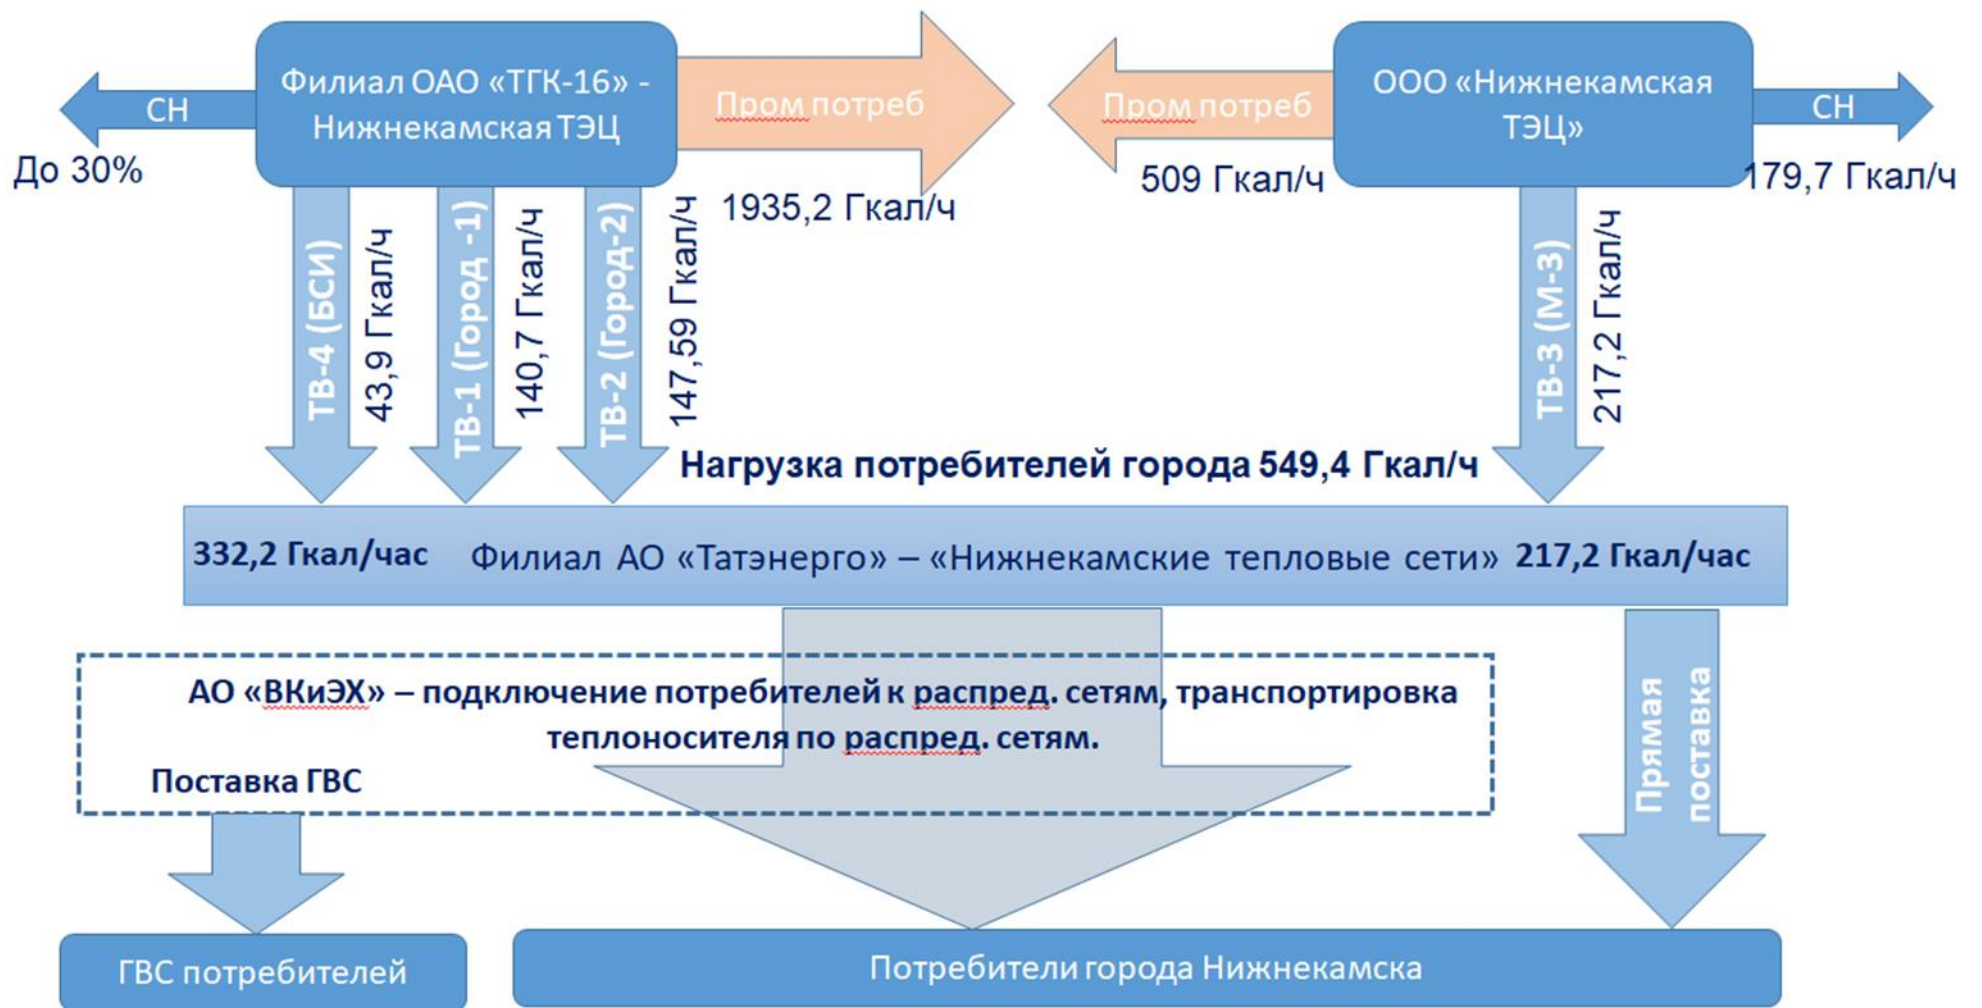 Филиал ОАО «ТГК-16» -
Нижнекамская ТЭЦ
СН
До 30%
Пром потреб
1935,2 Гкал/ч
Пром потреб
509 Гкал/ч
ООО «Нижнекамская
ТЭЦ»
СН
179,7 Гкал/ч
ТВ-4 (БСИ)
43,9 Гкал/ч
ТВ-1 (Город -1)
140,7 Гкал/ч
ТВ-2 (Город-2)
147,59 Гкал/ч
ТВ-3 (М-3)
217,2 Гкал/ч
Нагрузка потребителей города 549,4 Гкал/ч
332,2 Гкал/час Филиал АО «Татэнерго» – «Нижнекамские тепловые сети» 217,2 Гкал/час
АО «ВКиЭХ» – подключение потребителей к распред. сетям, транспортировка
теплоносителя по распред. сетям.
Поставка ГВС
Прямая
поставка
ГВС потребителей
Потребители города Нижнекамска